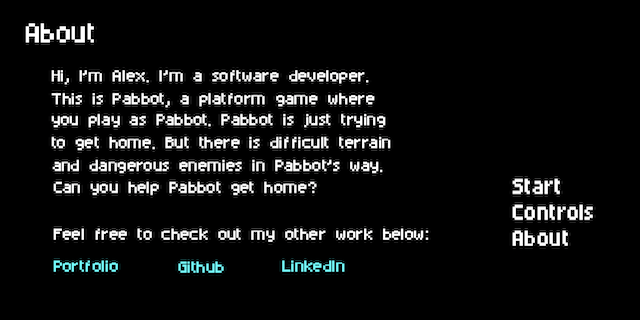 About
Hi, I'm Alex. I'm a software developer.
This is Pabbot, a platform game where
you play as Pabbot. Pabbot is just trying
to get home. But there is difficult terrain
and dangerous enemies in Pabbot's way.
Can you help Pabbot get home?
Feel free to check out my other work below:
Portfolio Github LinkedIn
Start
Controls
About